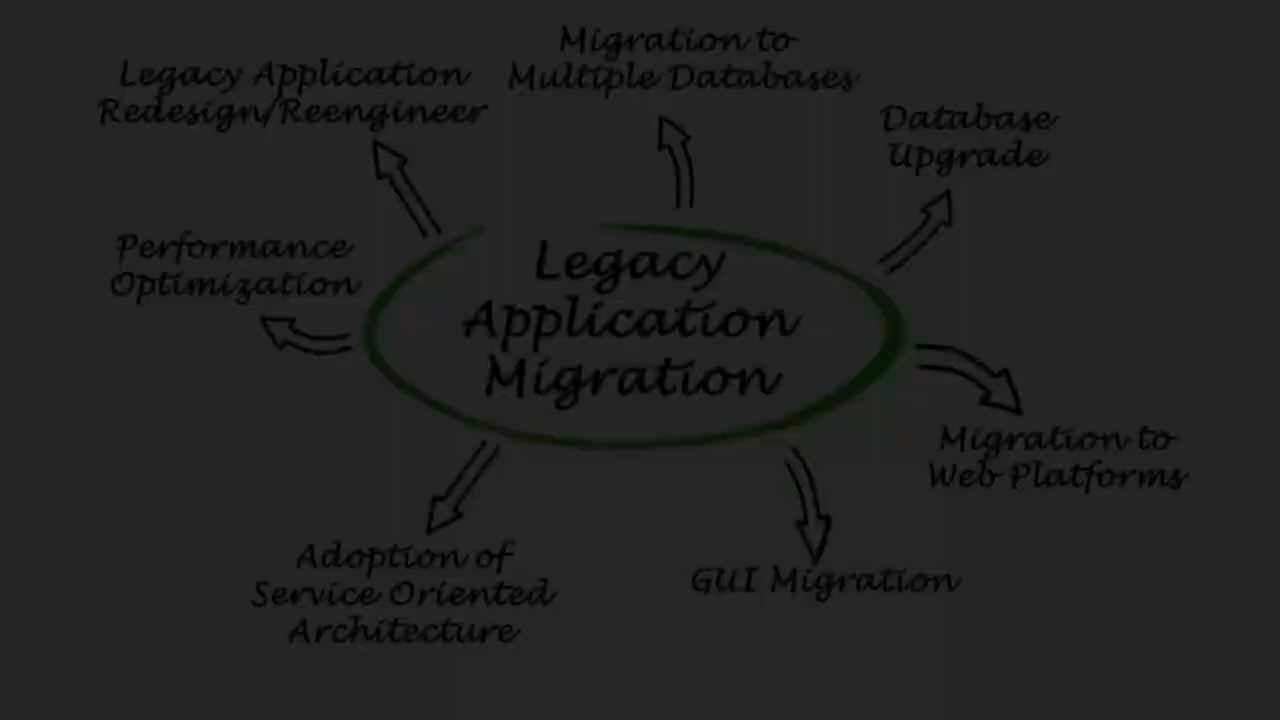 Migration to
Multiple Databases
Legacy Application
Redesign/Reengineer
Database
Upgrade
Performance
Optimization
Legacy
Application
Migration
Migration to
Web Platforms
Adoption of
Service Oriented
Architecture
GUI Migration